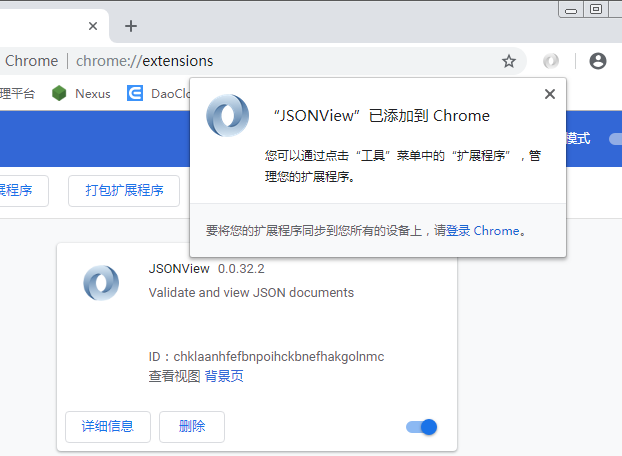 Chrome | chrome://extensions
理平台 Nexus DaoClo
模式
展程序 打包扩展程序
“JSONView”已添加到 Chrome
您可以通过点击“工具”菜单中的“扩展程序”，管
理您的扩展程序。
要将您的扩展程序同步到您所有的设备上，请登录 Chrome。
JSONView 0.0.32.2
Validate and view JSON documents
ID：chklaanhfefbnpoihckbnefhakgolnmc
查看视图 背景页
详细信息 删除